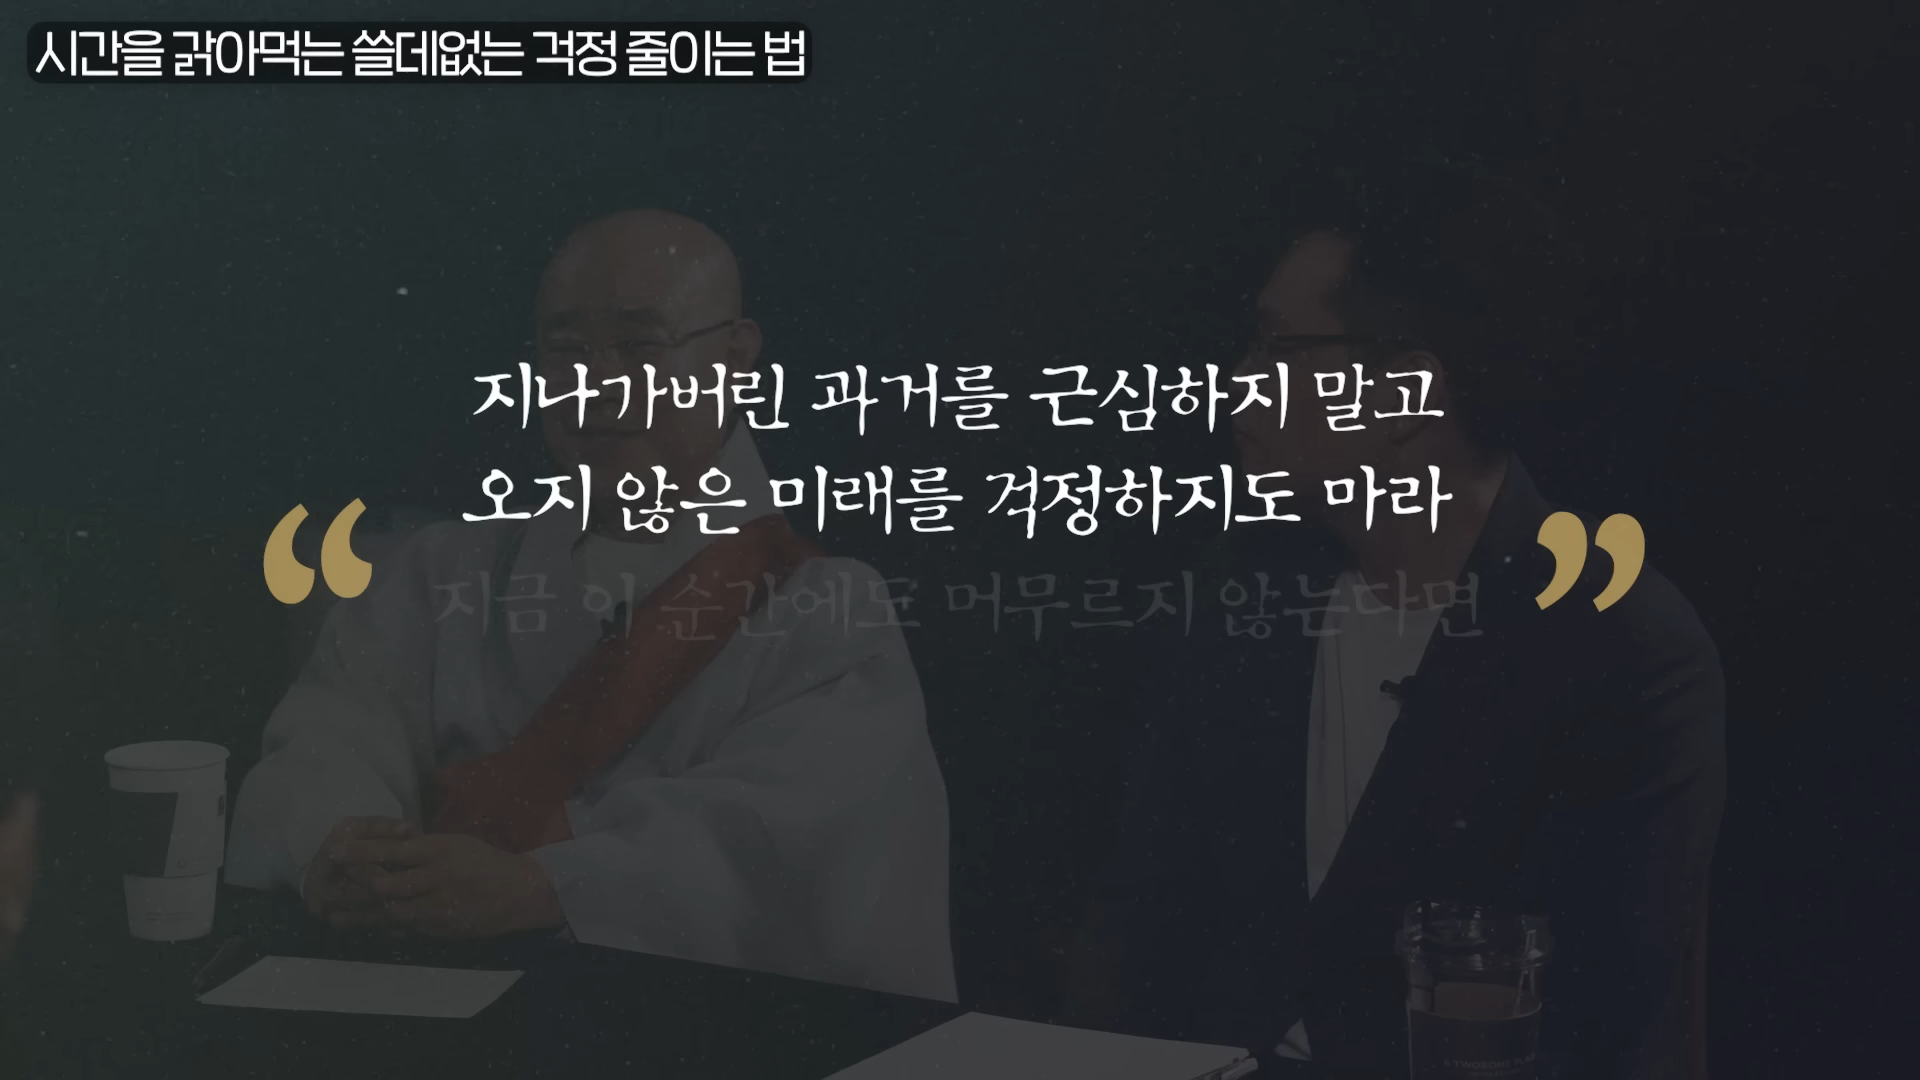 시간을 갉아먹는 쓸데없는 걱정 줄이는 법
지나가버린 과거를 근심하지 말고
오지 않은 미래를 걱정하지도 마라
지금 이 순간에도 머무르지 않는다면